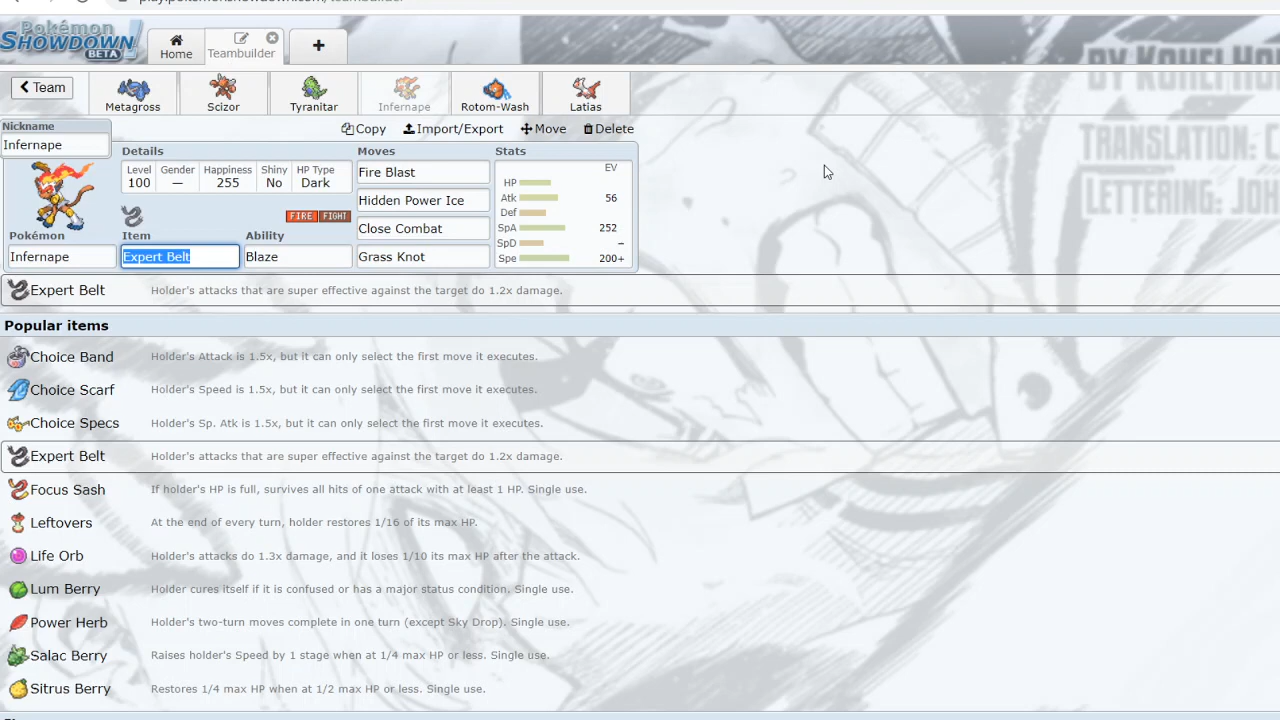 play.pokemonshowdown.com/teambuilder
Pokémon
SHOWDOWN
BETA
Home
Teambuilder
+
BY KOHEI HO
TRANSLATION: C
LETTERING: JOH
Team
Metagross
Scizor
Tyranitar
Infernape
Rotom-Wash
Latias
Copy
Import/Export
Move
Delete
Nickname
Infernape
Details
Level
100
Gender
—
Happiness
255
Shiny
No
HP Type
Dark
FIRE FIGHT
Pokémon
Infernape
Item
Expert Belt
Ability
Blaze
Moves
Fire Blast
Hidden Power Ice
Close Combat
Grass Knot
Stats
EV
HP
Atk 56
Def
SpA 252
SpD –
Spe 200+
Expert Belt Holder's attacks that are super effective against the target do 1.2x damage.
Popular items
Choice Band Holder's Attack is 1.5x, but it can only select the first move it executes.
Choice Scarf Holder's Speed is 1.5x, but it can only select the first move it executes.
Choice Specs Holder's Sp. Atk is 1.5x, but it can only select the first move it executes.
Expert Belt Holder's attacks that are super effective against the target do 1.2x damage.
Focus Sash If holder's HP is full, survives all hits of one attack with at least 1 HP. Single use.
Leftovers At the end of every turn, holder restores 1/16 of its max HP.
Life Orb Holder's attacks do 1.3x damage, and it loses 1/10 its max HP after the attack.
Lum Berry Holder cures itself if it is confused or has a major status condition. Single use.
Power Herb Holder's two-turn moves complete in one turn (except Sky Drop). Single use.
Salac Berry Raises holder's Speed by 1 stage when at 1/4 max HP or less. Single use.
Sitrus Berry Restores 1/4 max HP when at 1/2 max HP or less. Single use.